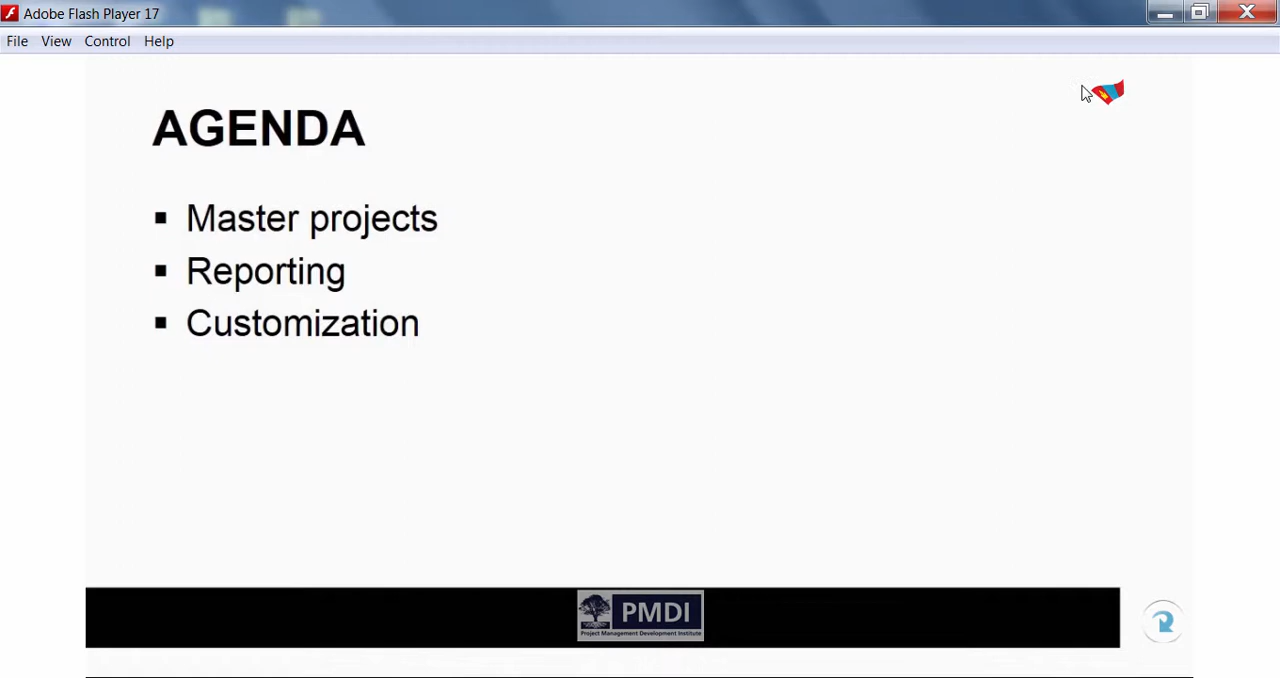 Adobe Flash Player 17
File View Control Help
AGENDA
Master projects
Reporting
Customization
PMDI
Project Management Development Institute